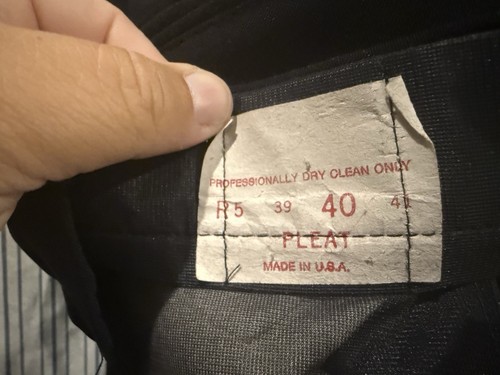 PROFESSIONALLY DRY CLEAN ONLY
R5 39 40 41
PLEAT
MADE IN U.S.A.